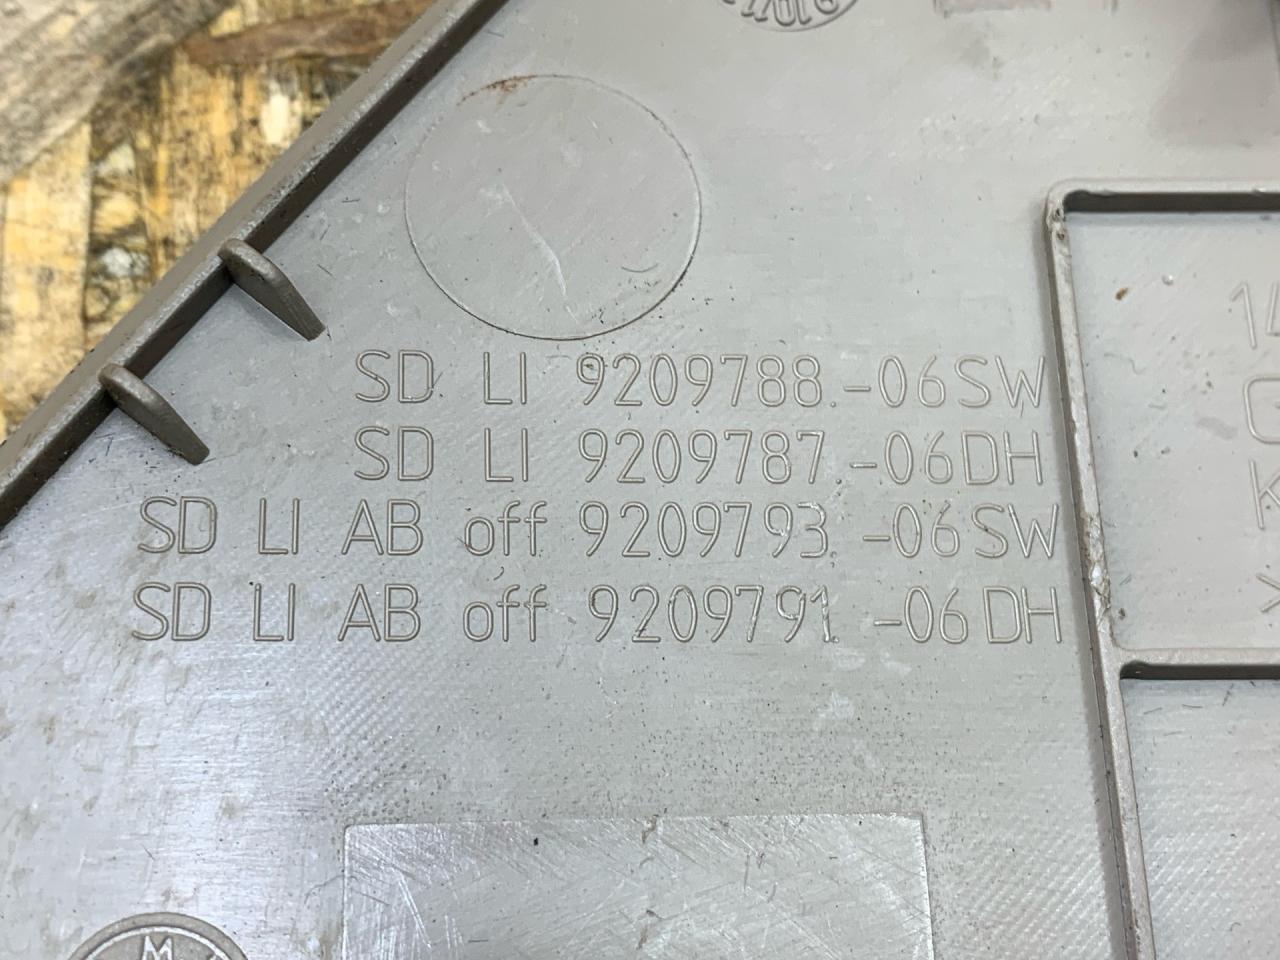 SD LI 9209788.-06SW
SD LI 9209787.-06DH
SD LI AB off 9209793.-06SW
SD LI AB off 9209791.-06DH
M